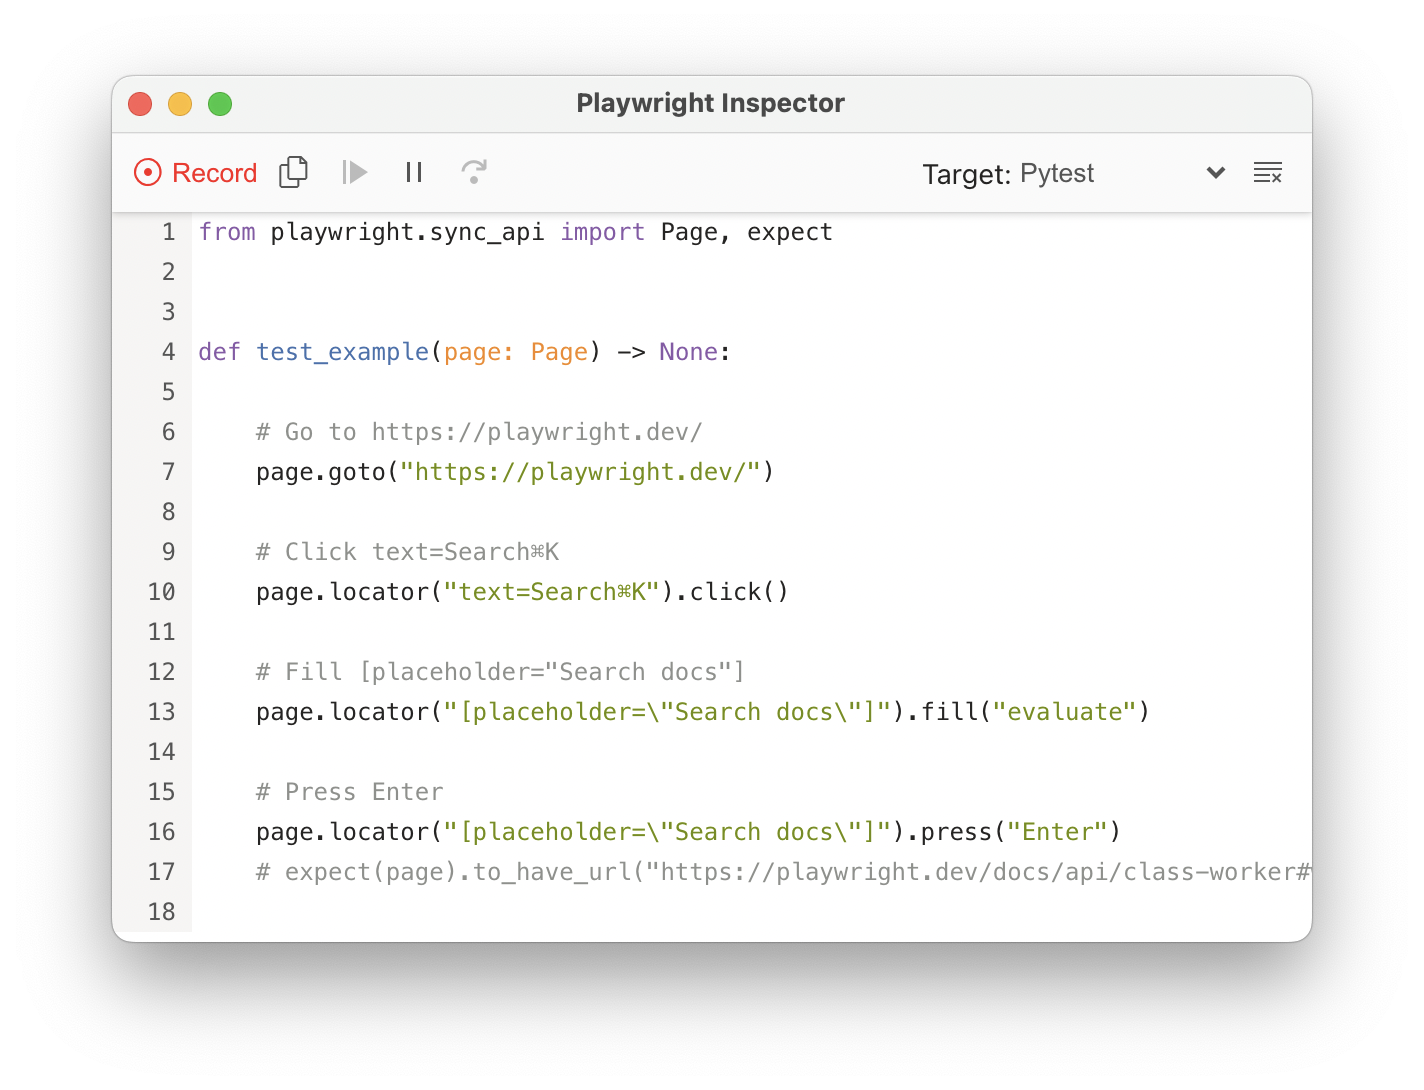 Playwright Inspector
Record Target: Pytest
1 from playwright.sync_api import Page, expect
2
3
4 def test_example(page: Page) -> None:
5
6     # Go to https://playwright.dev/
7     page.goto("https://playwright.dev/")
8
9     # Click text=Search⌘K
10     page.locator("text=Search⌘K").click()
11
12     # Fill [placeholder="Search docs"]
13     page.locator("[placeholder=\"Search docs\"]").fill("evaluate")
14
15     # Press Enter
16     page.locator("[placeholder=\"Search docs\"]").press("Enter")
17     # expect(page).to_have_url("https://playwright.dev/docs/api/class-worker#
18